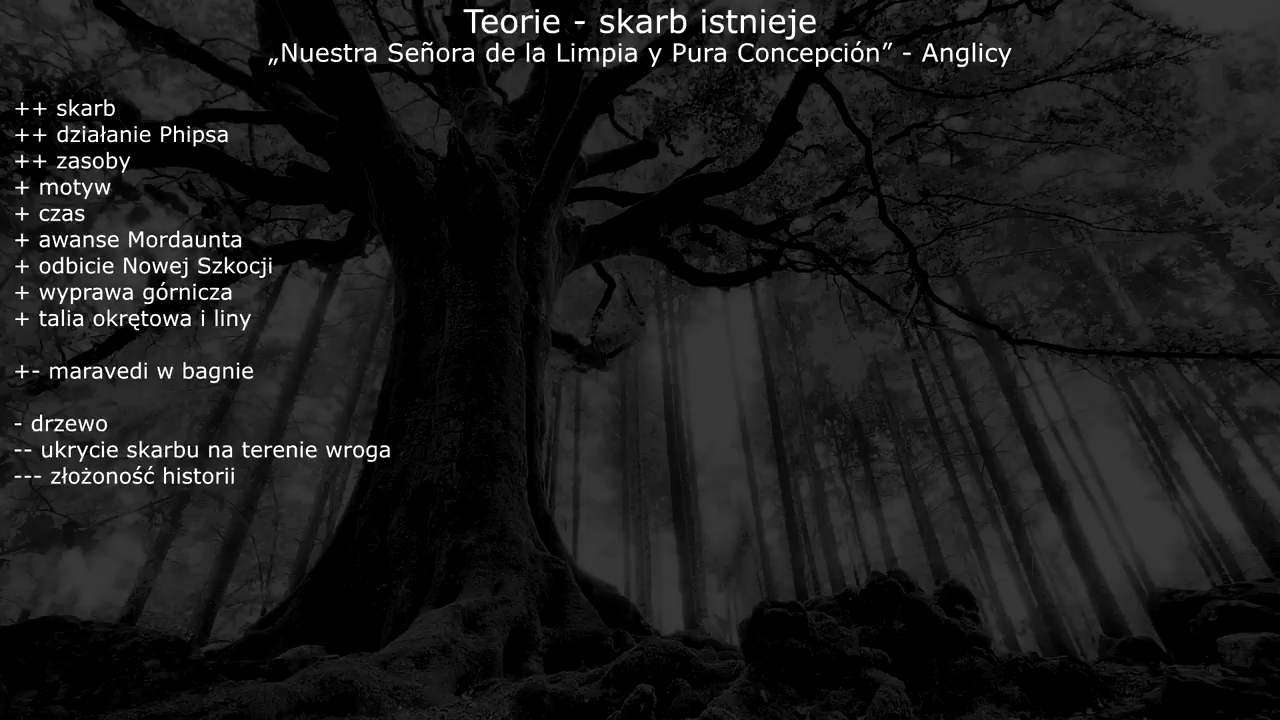 Teorie - skarb istnieje
„Nuestra Señora de la Limpia y Pura Concepción” - Anglicy
++ skarb
++ działanie Phipsa
++ zasoby
+ motyw
+ czas
+ awanse Mordaunta
+ odbicie Nowej Szkocji
+ wyprawa górnicza
+ talia okrętowa i liny
+- maravedi w bagnie
- drzewo
-- ukrycie skarbu na terenie wroga
--- złożoność historii